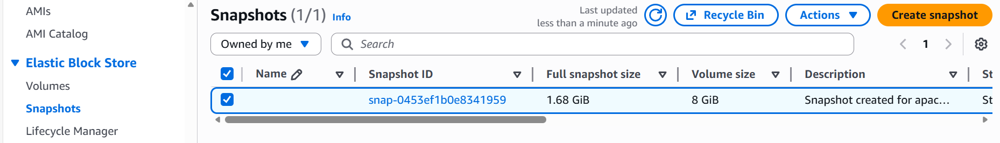 AMIs
AMI Catalog
Elastic Block Store
Volumes
Snapshots
Lifecycle Manager
Snapshots (1/1) Info
Last updated
less than a minute ago
Recycle Bin
Actions
Create snapshot
Owned by me
Search
1
Name Snapshot ID Full snapshot size Volume size Description St
snap-0453ef1b0e8341959 1.68 GiB 8 GiB Snapshot created for apac... St